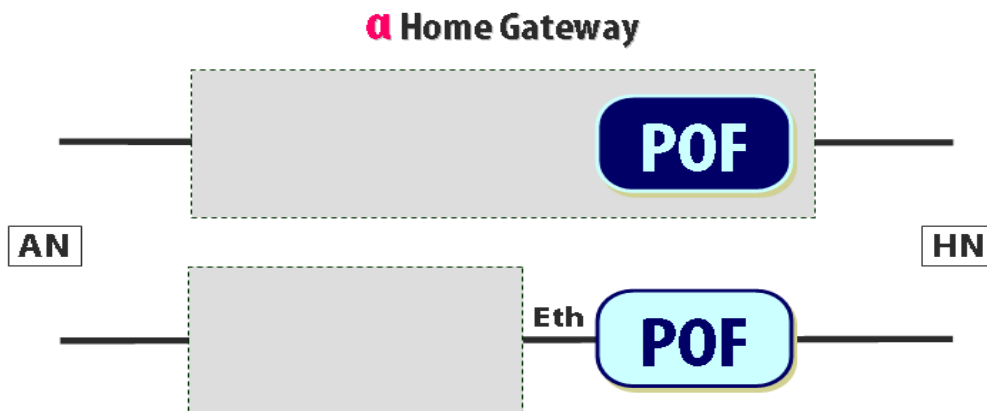 α Home Gateway
POF
AN
HN
Eth
POF